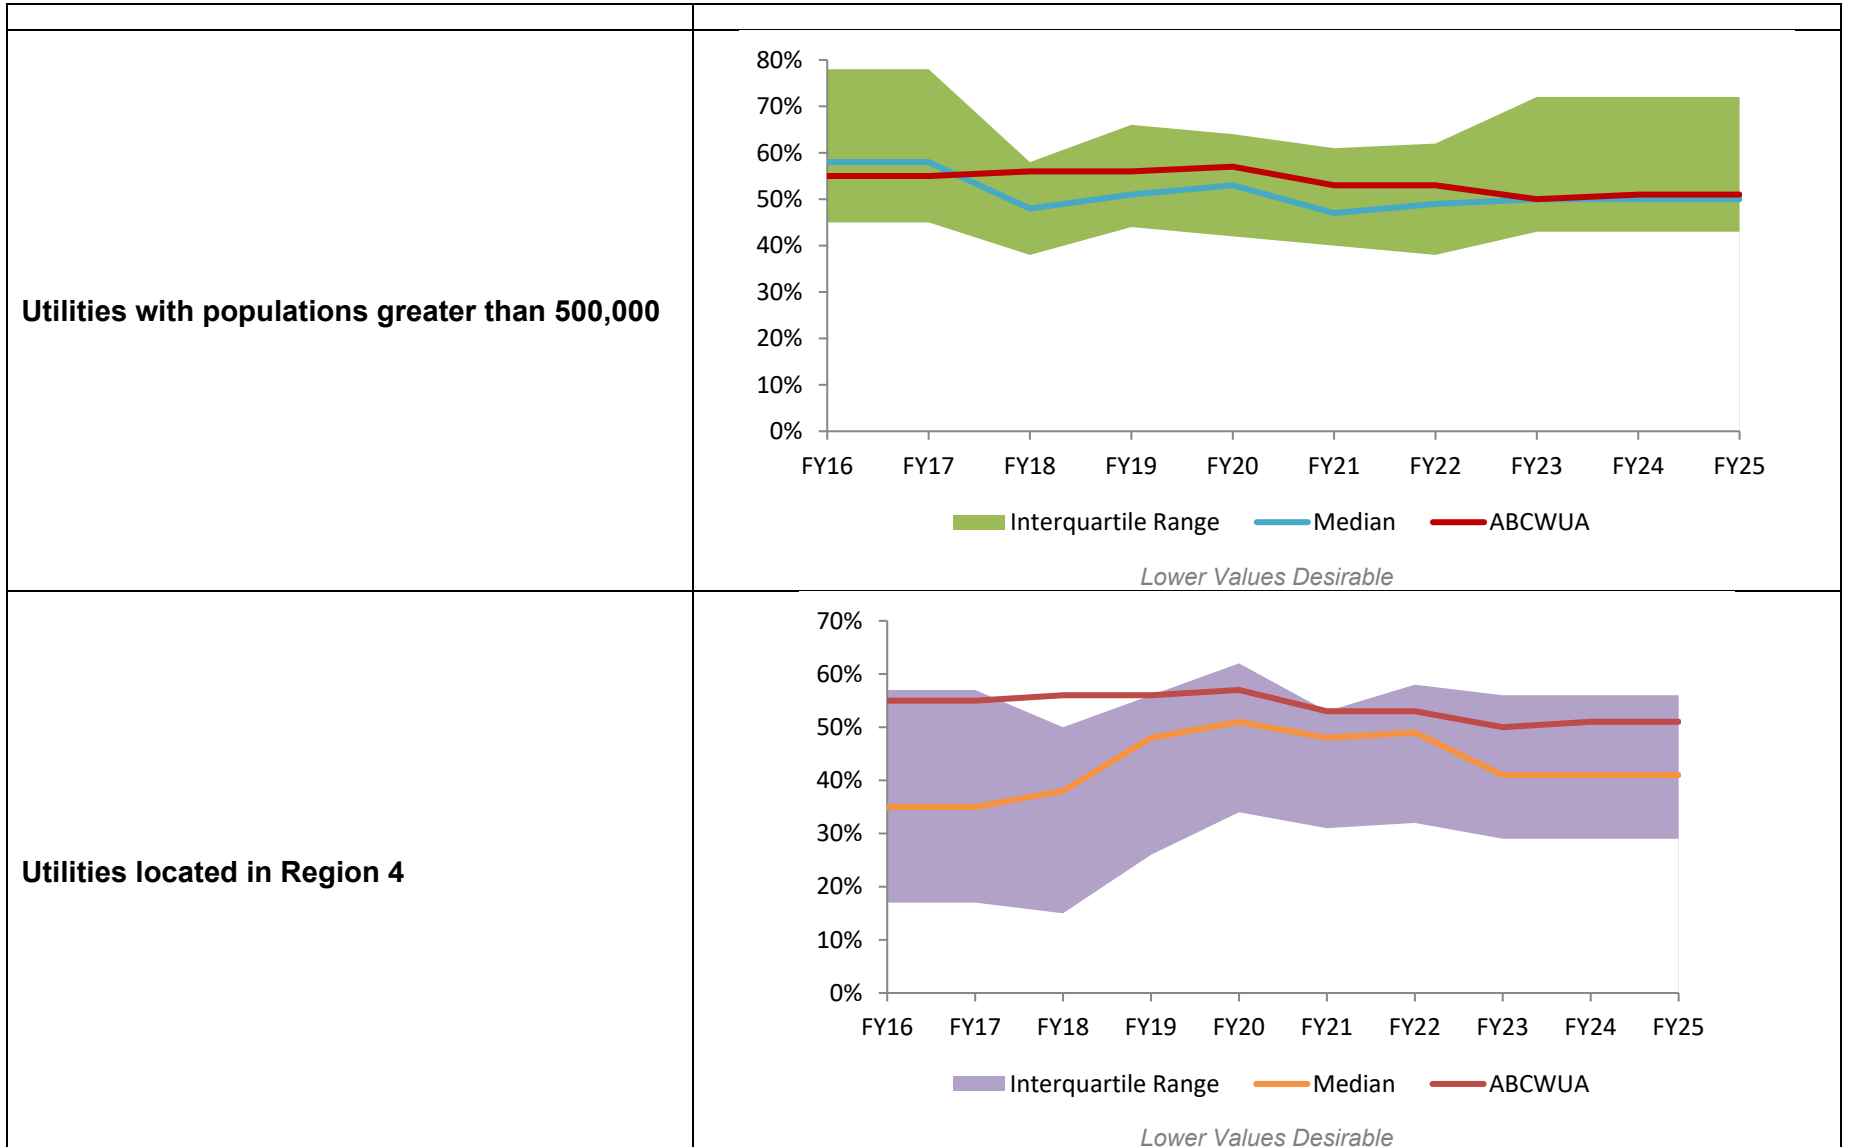 Utilities with populations greater than 500,000
80%
70%
60%
50%
40%
30%
20%
10%
0%
FY16 FY17 FY18 FY19 FY20 FY21 FY22 FY23 FY24 FY25
Interquartile Range Median ABCWUA
Lower Values Desirable
Utilities located in Region 4
70%
60%
50%
40%
30%
20%
10%
0%
FY16 FY17 FY18 FY19 FY20 FY21 FY22 FY23 FY24 FY25
Interquartile Range Median ABCWUA
Lower Values Desirable